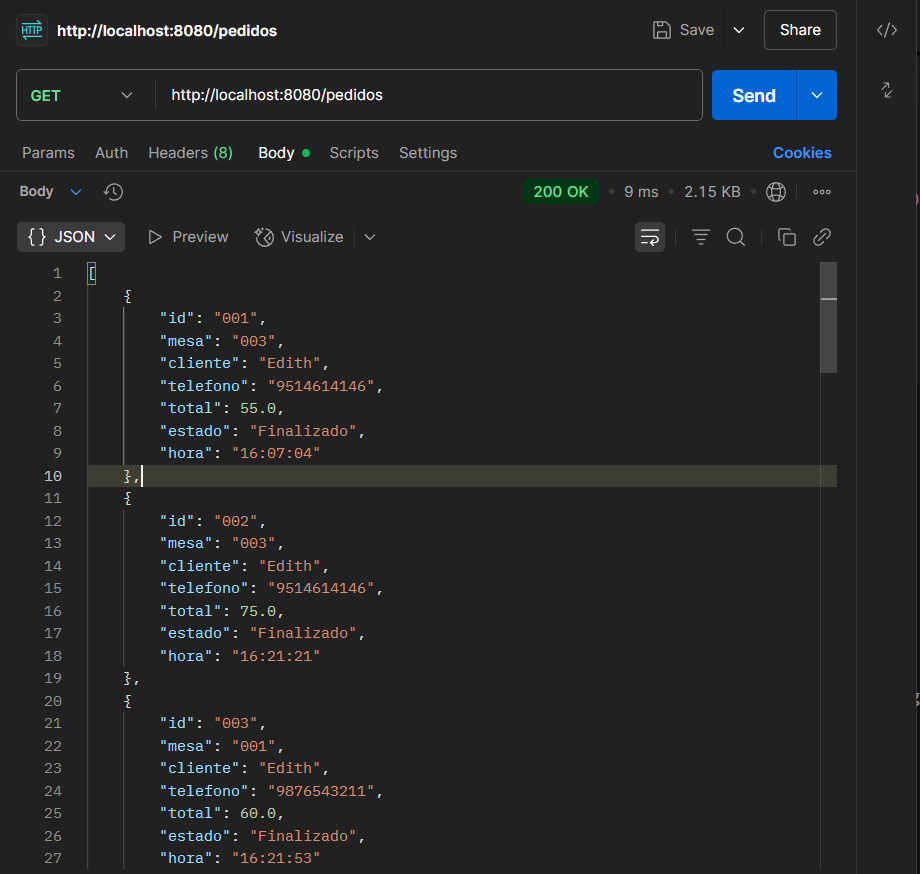 HTTP http://localhost:8080/pedidos Save Share
GET http://localhost:8080/pedidos Send
Params Auth Headers (8) Body Scripts Settings Cookies
Body 200 OK 9 ms 2.15 KB
{} JSON Preview Visualize
1 [
2 {
3 "id": "001",
4 "mesa": "003",
5 "cliente": "Edith",
6 "telefono": "9514614146",
7 "total": 55.0,
8 "estado": "Finalizado",
9 "hora": "16:07:04"
10 },
11 {
12 "id": "002",
13 "mesa": "003",
14 "cliente": "Edith",
15 "telefono": "9514614146",
16 "total": 75.0,
17 "estado": "Finalizado",
18 "hora": "16:21:21"
19 },
20 {
21 "id": "003",
22 "mesa": "001",
23 "cliente": "Edith",
24 "telefono": "9876543211",
25 "total": 60.0,
26 "estado": "Finalizado",
27 "hora": "16:21:53"